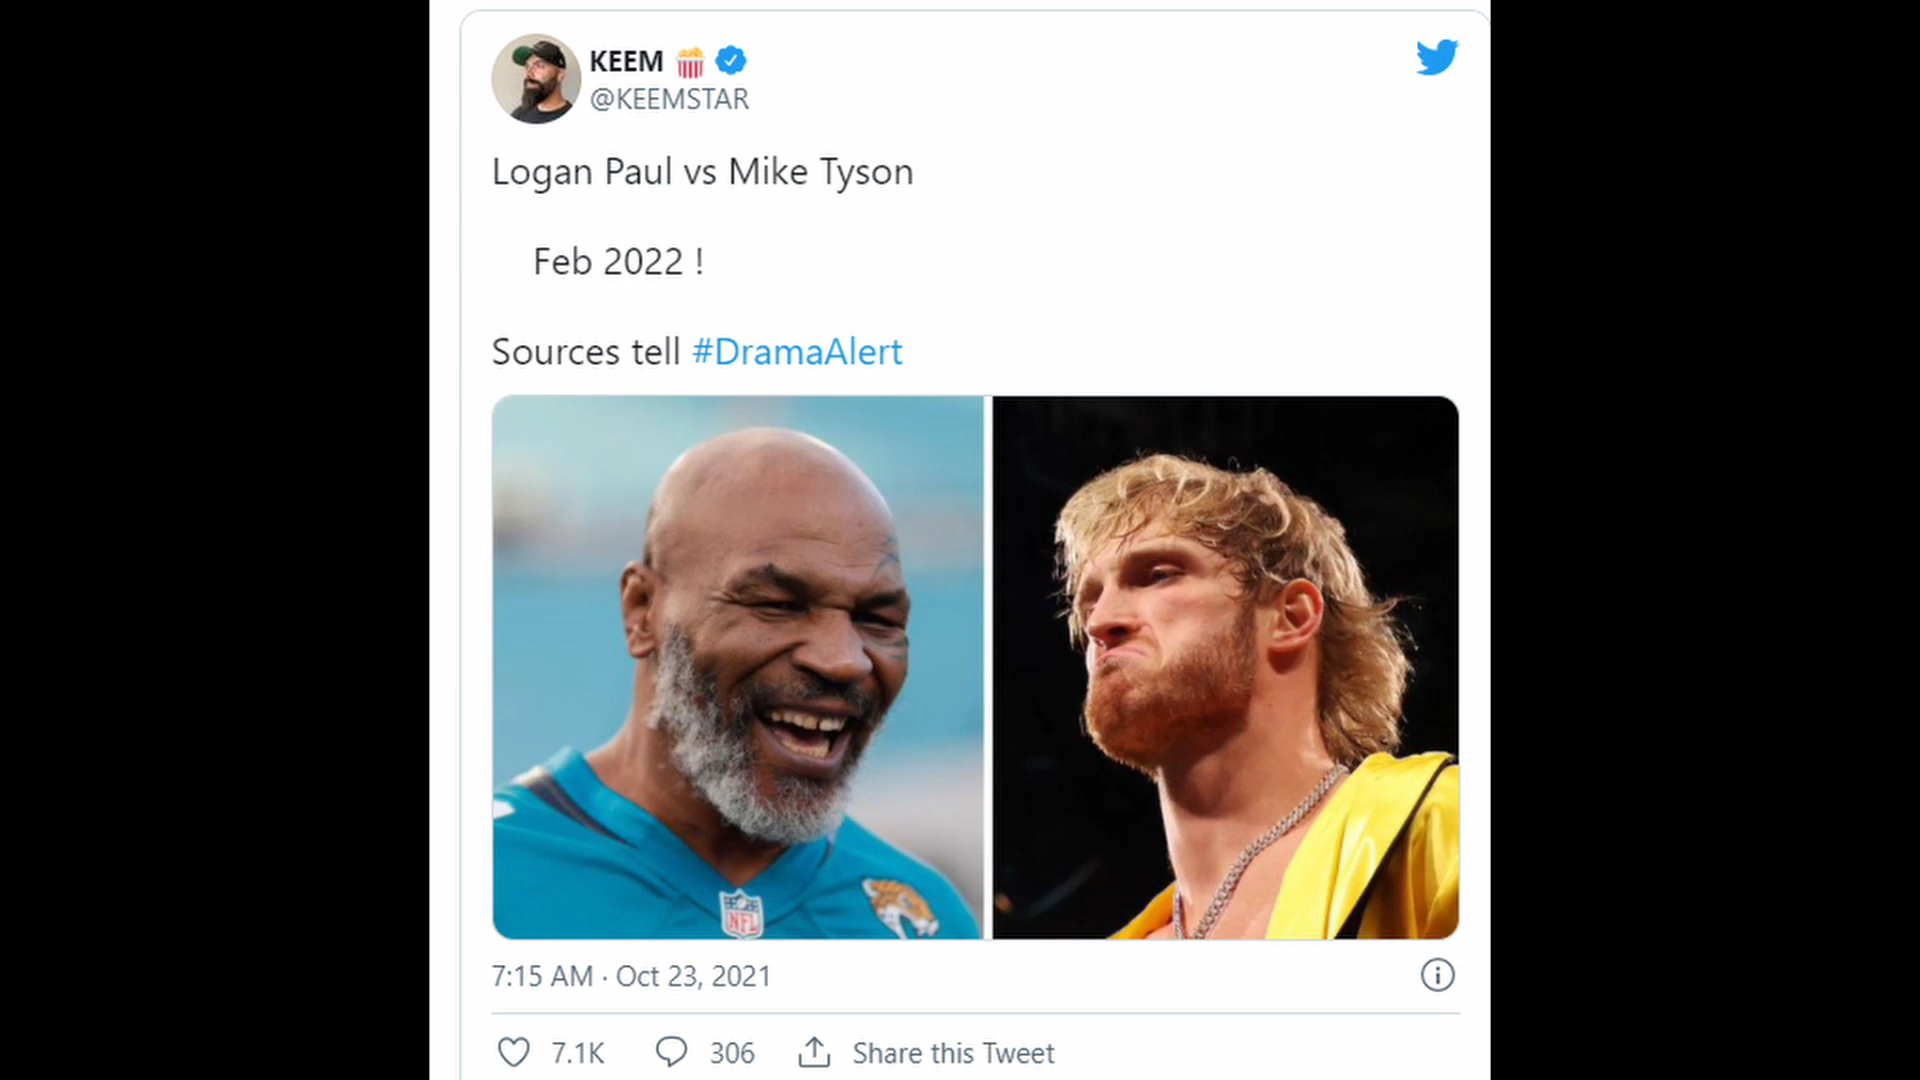 KEEM 🍿
@KEEMSTAR
Logan Paul vs Mike Tyson
Feb 2022 !
Sources tell #DramaAlert
NFL
7:15 AM · Oct 23, 2021
7.1K 306 Share this Tweet